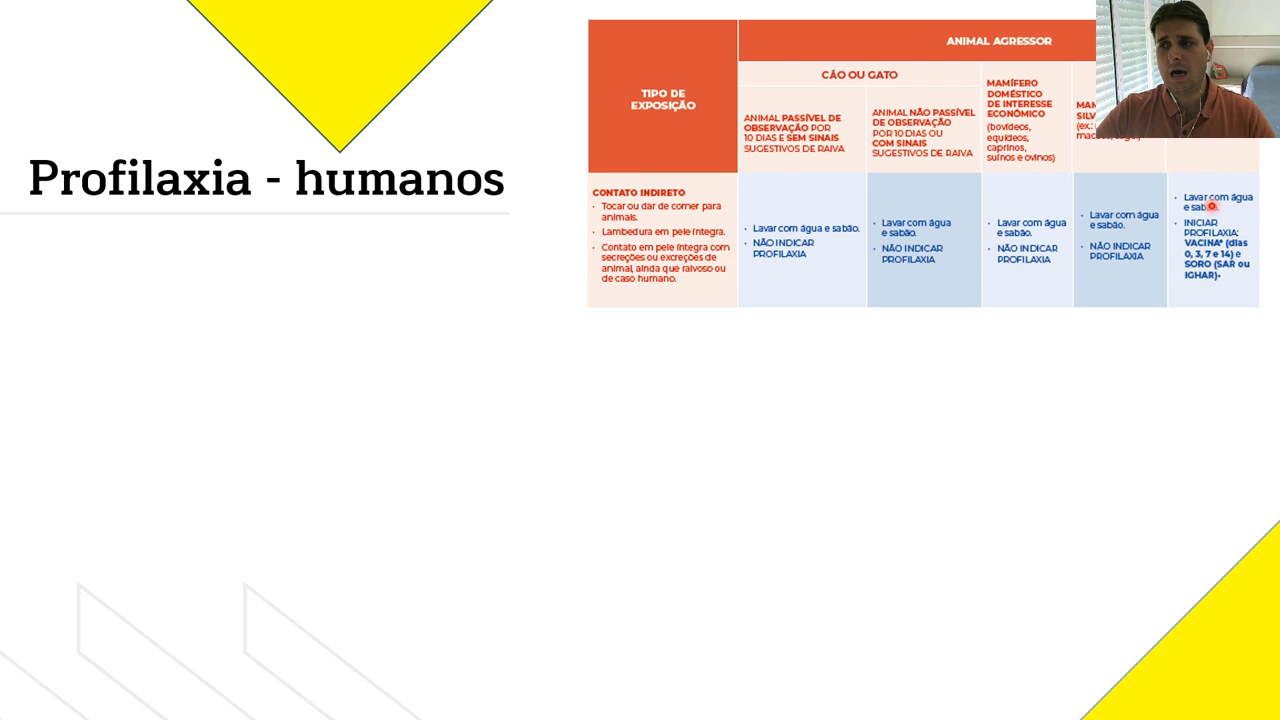 Profilaxia - humanos
TIPO DE
EXPOSIÇÃO
ANIMAL AGRESSOR
CÃO OU GATO
ANIMAL PASSÍVEL DE
OBSERVAÇÃO POR
10 DIAS E SEM SINAIS
SUGESTIVOS DE RAIVA
ANIMAL NÃO PASSÍVEL
DE OBSERVAÇÃO
POR 10 DIAS OU
COM SINAIS
SUGESTIVOS DE RAIVA
MAMÍFERO
DOMÉSTICO
DE INTERESSE
ECONÔMICO
(bovídeos,
equídeos,
caprinos,
suínos e ovinos)
(ex.:
CONTATO INDIRETO
• Tocar ou dar de comer para
animais.
• Lambedura em pele íntegra.
• Contato em pele íntegra com
secreções ou excreções de
animal, ainda que raivoso ou
de caso humano.
• Lavar com água e sabão.
• NÃO INDICAR
PROFILAXIA
• Lavar com água
e sabão.
• NÃO INDICAR
PROFILAXIA
• Lavar com água
e sabão.
• NÃO INDICAR
PROFILAXIA
• Lavar com água
e sabão.
• NÃO INDICAR
PROFILAXIA
• Lavar com água
e
• INICIAR
PROFILAXIA:
VACINA* (dias
0, 3, 7 e 14) e
SORO (SAR ou
IGHAR)•